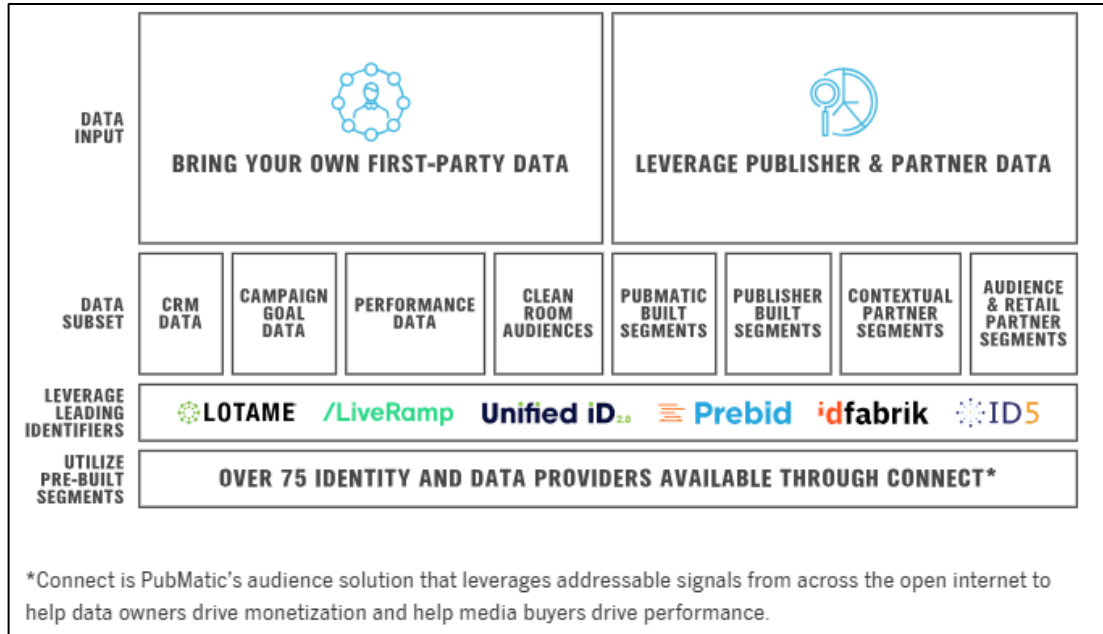 DATA
INPUT
BRING YOUR OWN FIRST-PARTY DATA
LEVERAGE PUBLISHER & PARTNER DATA
DATA
SUBSET
CRM
DATA
CAMPAIGN
GOAL
DATA
PERFORMANCE
DATA
CLEAN
ROOM
AUDIENCES
PUBMATIC
BUILT
SEGMENTS
PUBLISHER
BUILT
SEGMENTS
CONTEXTUAL
PARTNER
SEGMENTS
AUDIENCE
& RETAIL
PARTNER
SEGMENTS
LEVERAGE
LEADING
IDENTIFIERS
LOTAME /LiveRamp Unified iD 2.0 Prebid idfabrik ID5
UTILIZE
PRE-BUILT
SEGMENTS
OVER 75 IDENTITY AND DATA PROVIDERS AVAILABLE THROUGH CONNECT*
*Connect is PubMatic's audience solution that leverages addressable signals from across the open internet to
help data owners drive monetization and help media buyers drive performance.